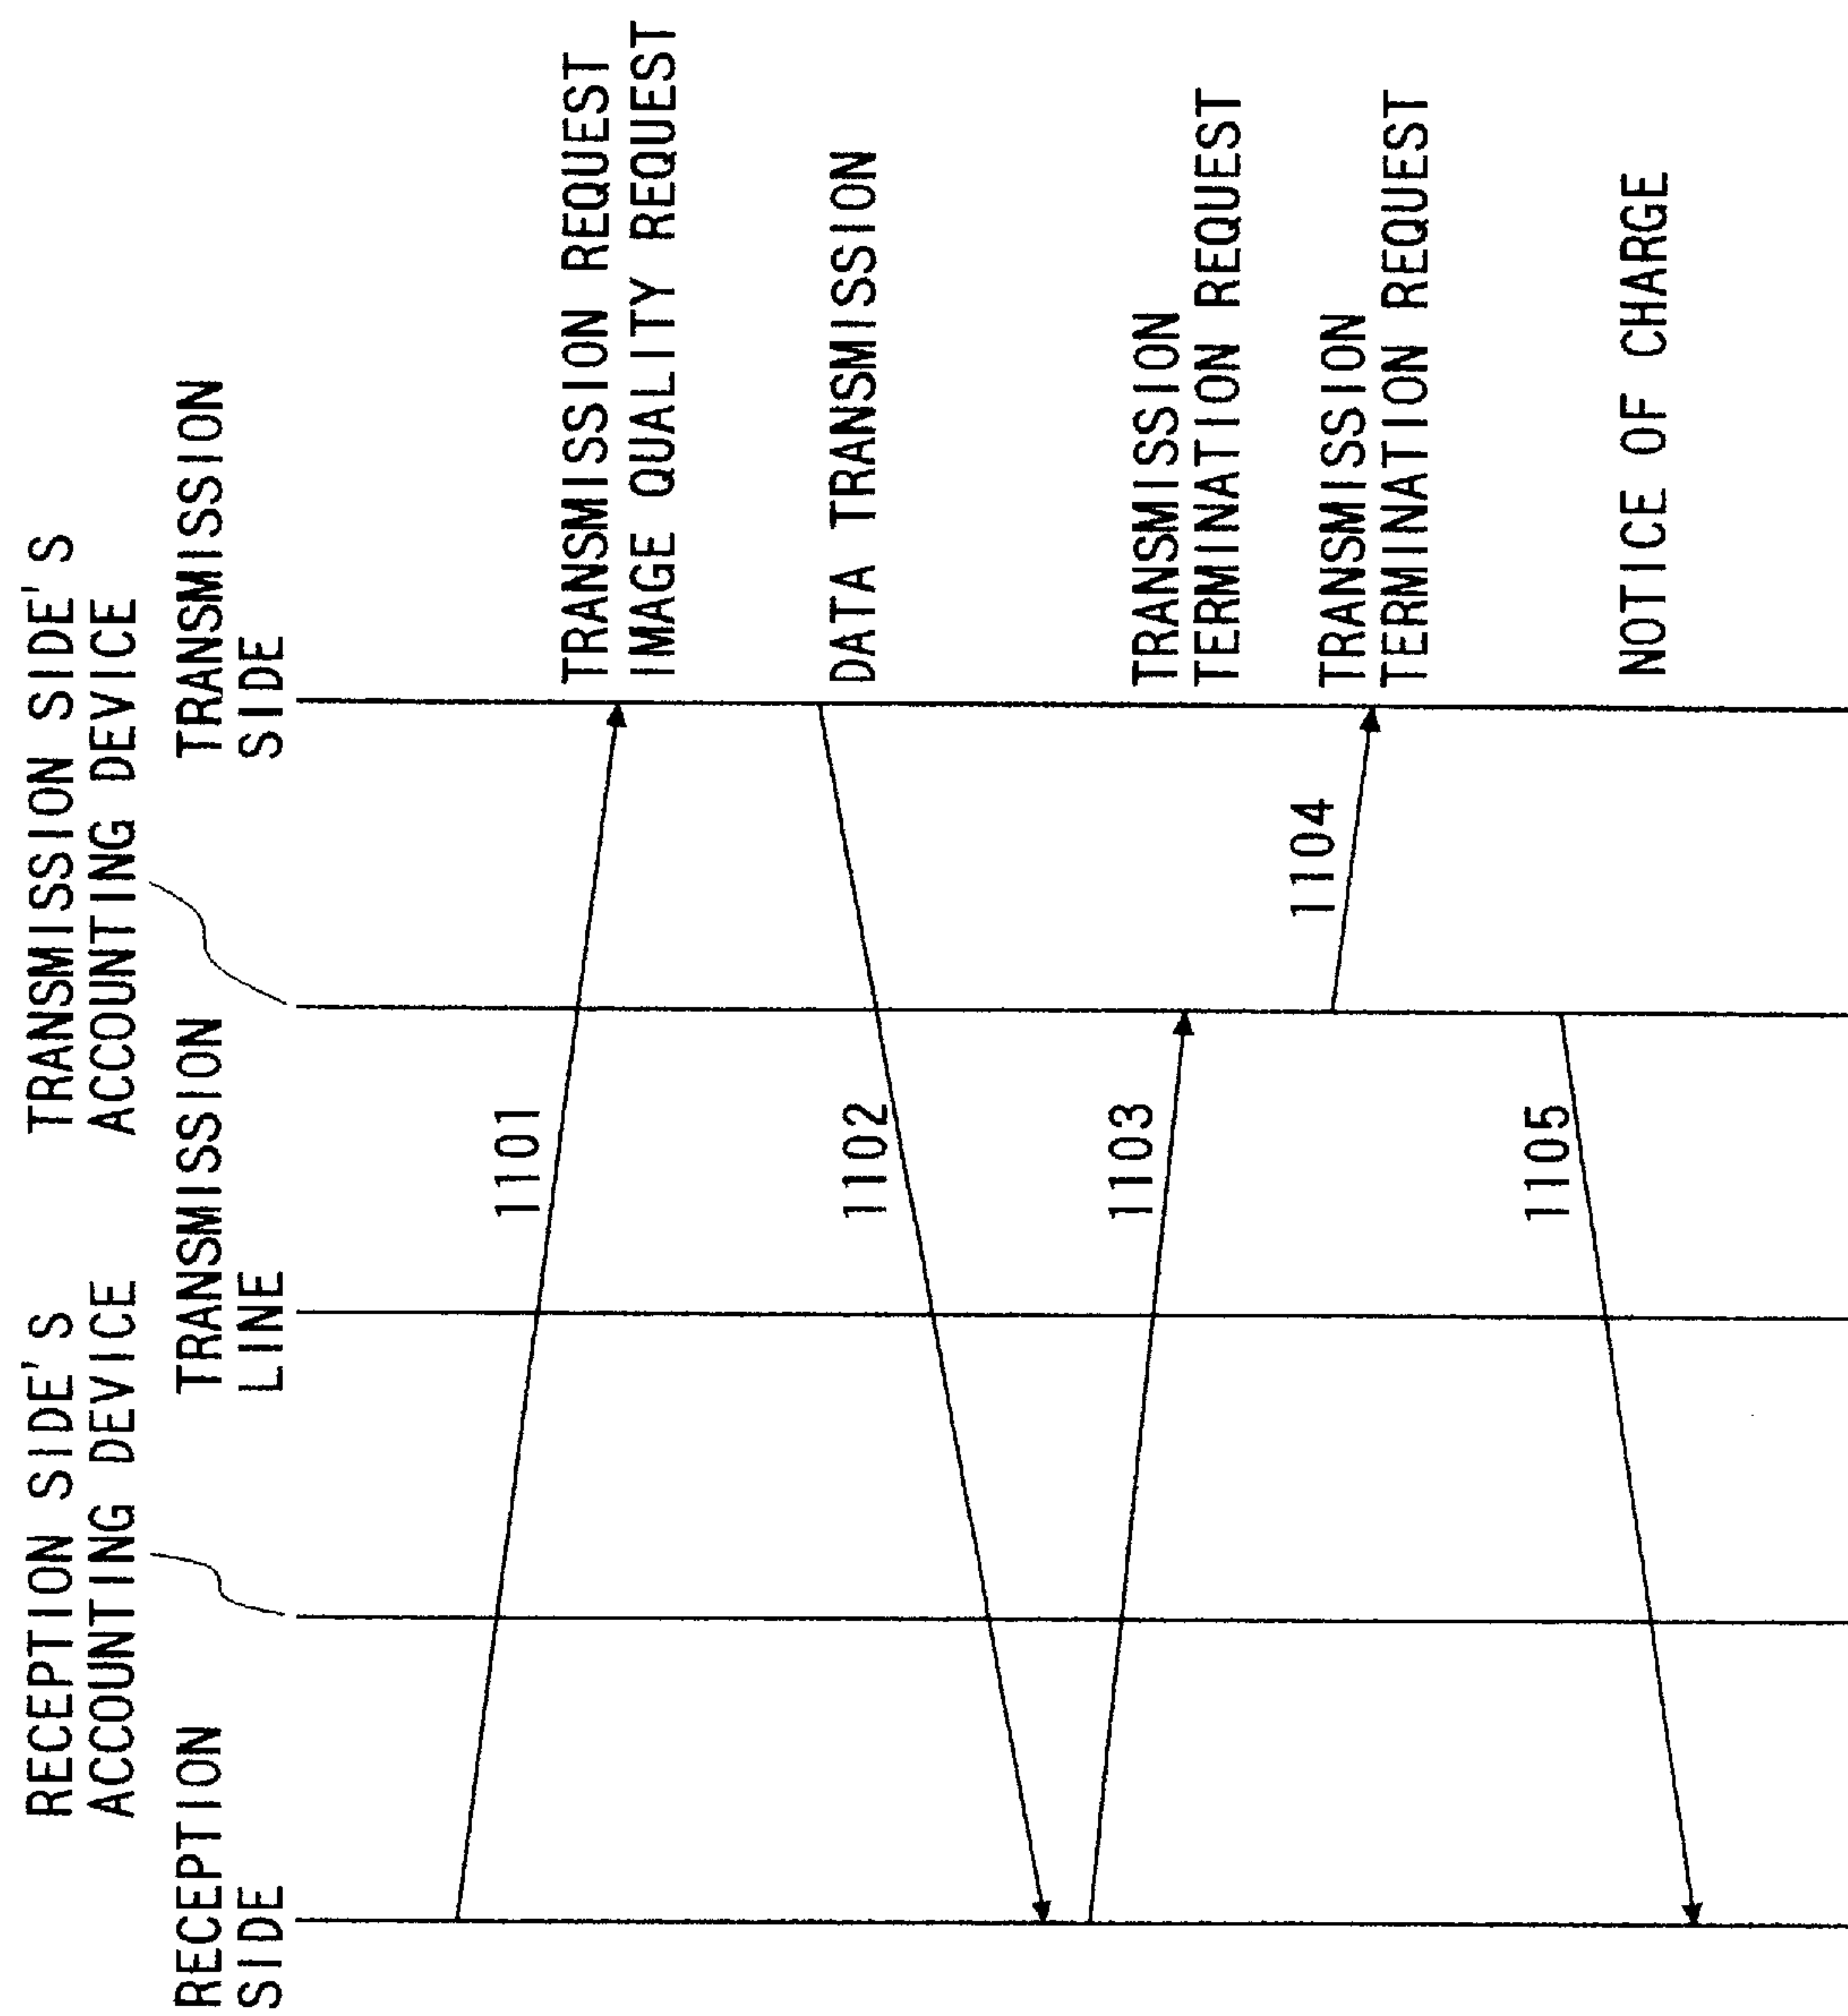 RECEPTION SIDE'S
ACCOUNTING DEVICE
TRANSMISSION SIDE'S
ACCOUNTING DEVICE
RECEPTION
SIDE
TRANSMISSION
LINE
TRANSMISSION
SIDE
1101
TRANSMISSION REQUEST
IMAGE QUALITY REQUEST
1102
DATA TRANSMISSION
1103
TRANSMISSION
TERMINATION REQUEST
1104
TRANSMISSION
TERMINATION REQUEST
1105
NOTICE OF CHARGE